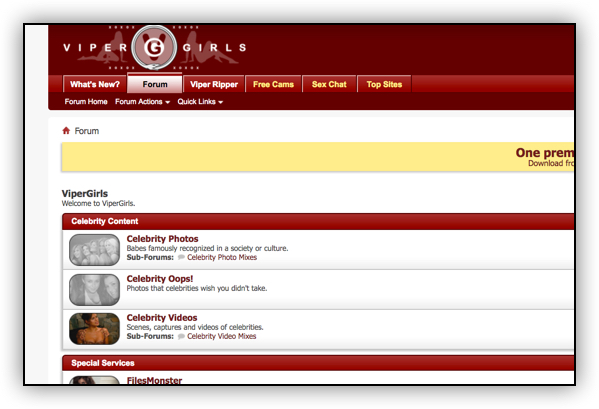 VIPER G GIRLS
What's New? Forum Viper Ripper Free Cams Sex Chat Top Sites
Forum Home Forum Actions Quick Links
Forum
One prem
Download fro
ViperGirls
Welcome to ViperGirls.
Celebrity Content
Celebrity Photos
Babes famously recognized in a society or culture.
Sub-Forums: Celebrity Photo Mixes
Celebrity Oops!
Photos that celebrities wish you didn't take.
Celebrity Videos
Scenes, captures and videos of celebrities.
Sub-Forums: Celebrity Video Mixes
Special Services
FilesMonster